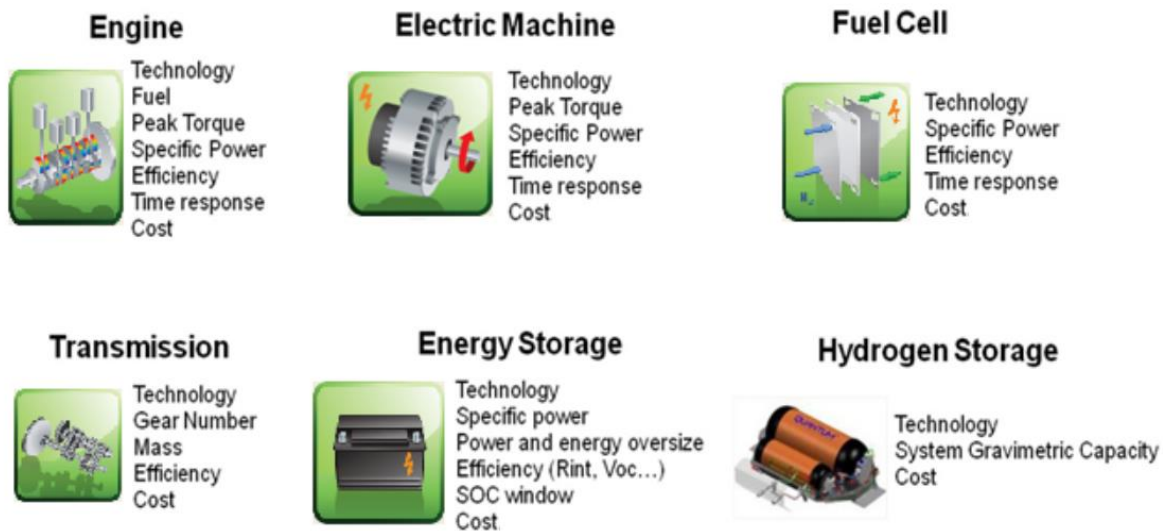 Engine
Technology
Fuel
Peak Torque
Specific Power
Efficiency
Time response
Cost
Electric Machine
Technology
Peak Torque
Specific Power
Efficiency
Time response
Cost
Fuel Cell
Technology
Specific Power
Efficiency
Time response
Cost
Transmission
Technology
Gear Number
Mass
Efficiency
Cost
Energy Storage
Technology
Specific power
Power and energy oversize
Efficiency (Rint, Voc...)
SOC window
Cost
Hydrogen Storage
QUANTUM
Technology
System Gravimetric Capacity
Cost